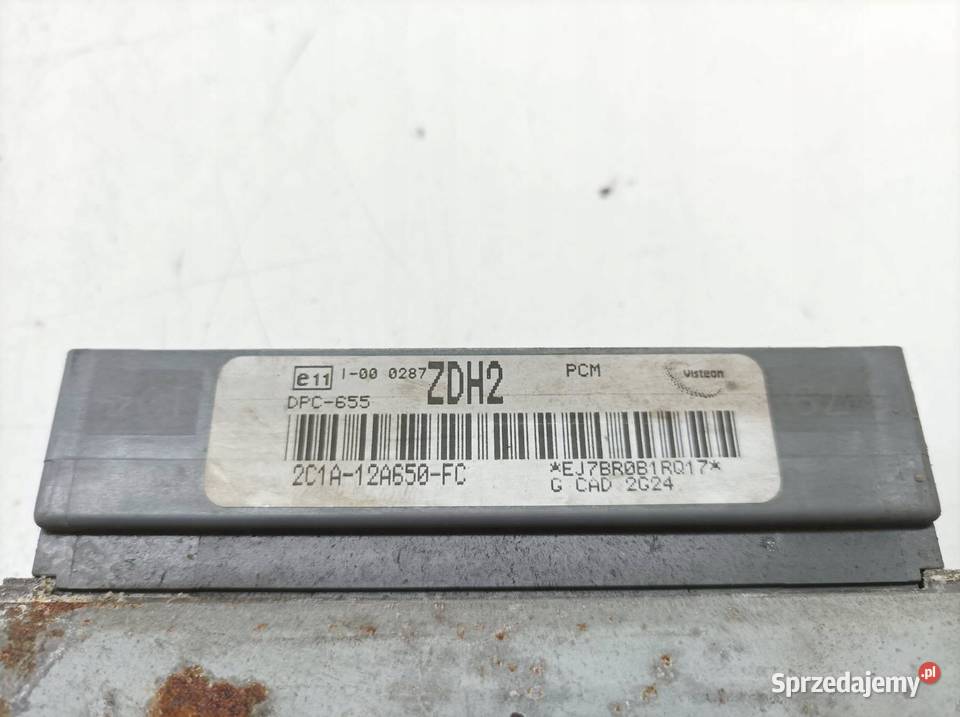 e11 I-00 0287 ZDH2 PCM Visteon
DPC-655
2C1A-12A650-FC *EJ7BR0B1RQ17*
G CAD 2G24
Sprzedajemy.pl